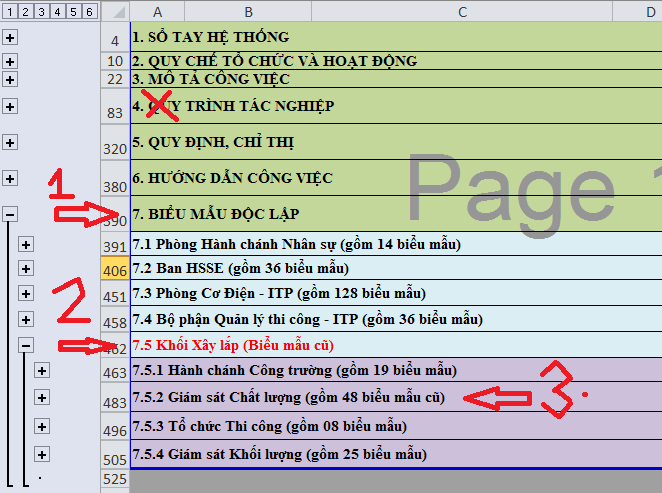 1 2 3 4 5 6 A B C D
4 1. SỔ TAY HỆ THỐNG
10 2. QUY CHẾ TỔ CHỨC VÀ HOẠT ĐỘNG
22 3. MÔ TẢ CÔNG VIỆC
83 4. QUY TRÌNH TÁC NGHIỆP
320 5. QUY ĐỊNH, CHỈ THỊ
380 6. HƯỚNG DẪN CÔNG VIỆC
Page 1
1
390 7. BIỂU MẪU ĐỘC LẬP
391 7.1 Phòng Hành chánh Nhân sự (gồm 14 biểu mẫu)
406 7.2 Ban HSSE (gồm 36 biểu mẫu)
451 7.3 Phòng Cơ Điện - ITP (gồm 128 biểu mẫu)
2
458 7.4 Bộ phận Quản lý thi công - ITP (gồm 36 biểu mẫu)
462 7.5 Khối Xây lắp (Biểu mẫu cũ)
463 7.5.1 Hành chánh Công trường (gồm 19 biểu mẫu)
483 7.5.2 Giám sát Chất lượng (gồm 48 biểu mẫu cũ) 3.
496 7.5.3 Tổ chức Thi công (gồm 08 biểu mẫu)
505 7.5.4 Giám sát Khối lượng (gồm 25 biểu mẫu)
525